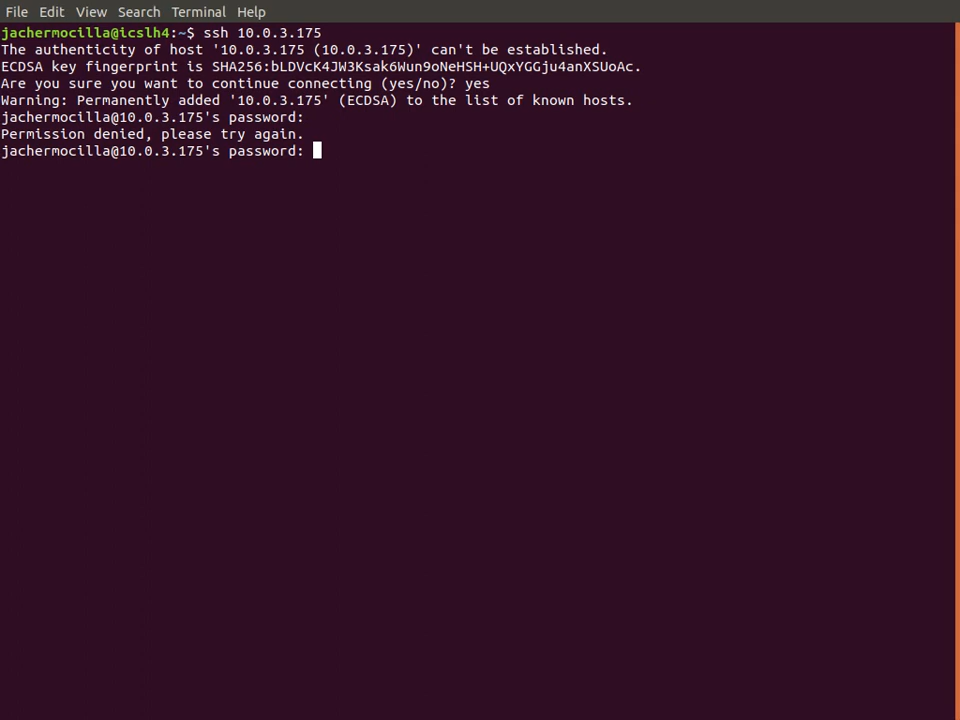 File Edit View Search Terminal Help
jachermocilla@icslh4:~$ ssh 10.0.3.175
The authenticity of host '10.0.3.175 (10.0.3.175)' can't be established.
ECDSA key fingerprint is SHA256:bLDVcK4JW3Ksak6Wun9oNeHSH+UQxYGGju4anXSUoAc.
Are you sure you want to continue connecting (yes/no)? yes
Warning: Permanently added '10.0.3.175' (ECDSA) to the list of known hosts.
jachermocilla@10.0.3.175's password:
Permission denied, please try again.
jachermocilla@10.0.3.175's password: